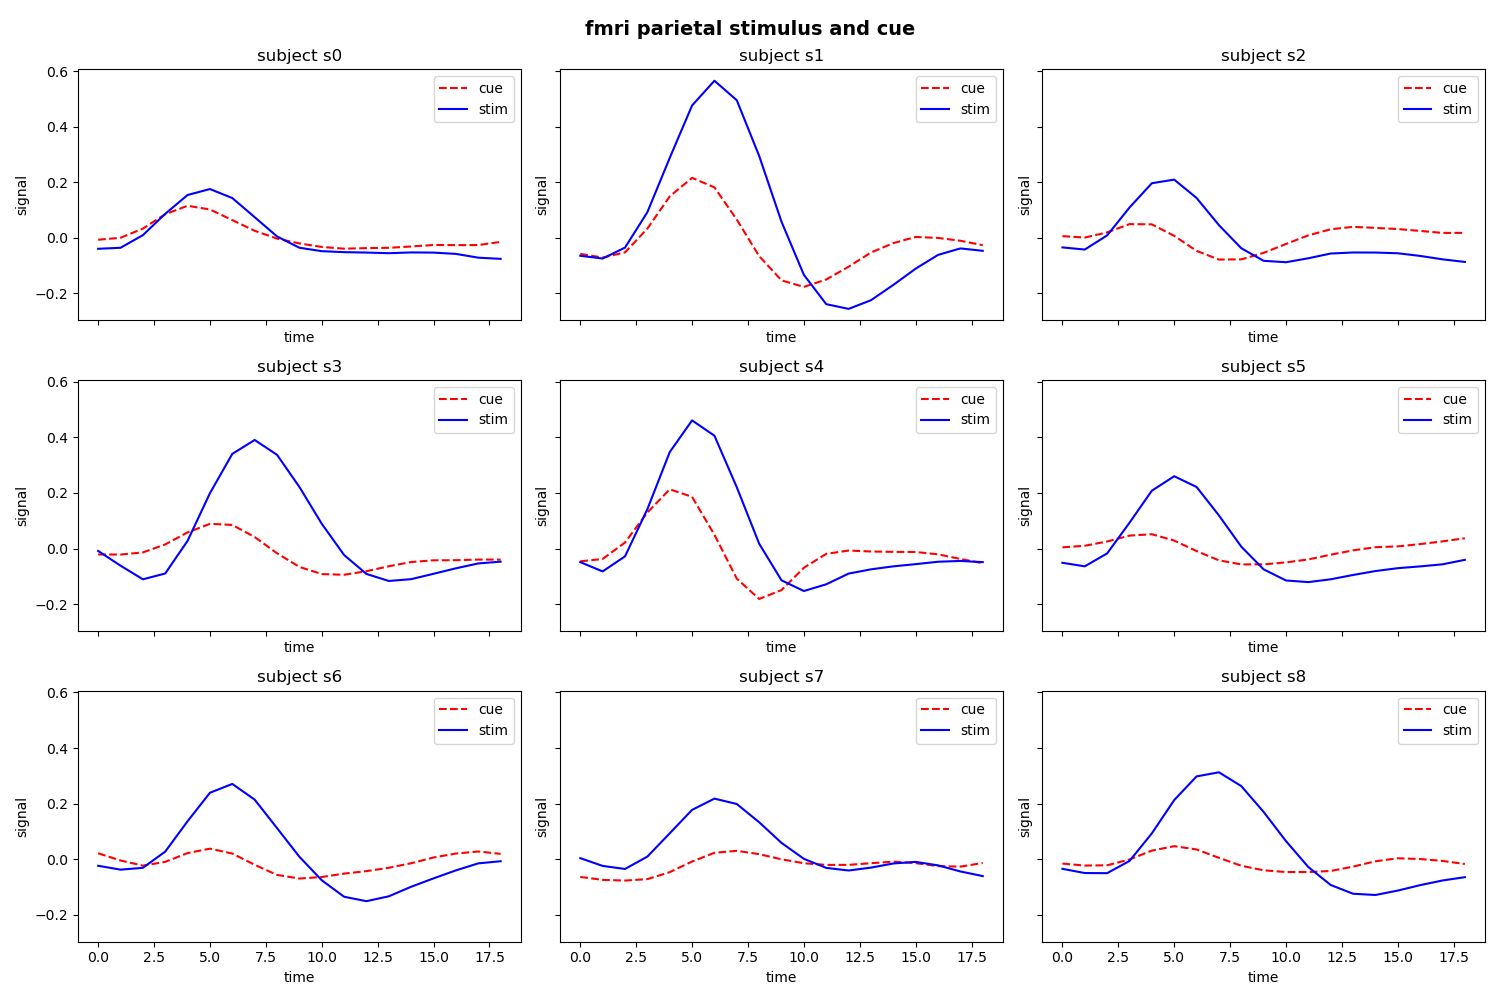 fmri parietal stimulus and cue
subject s0
subject s1
subject s2
0.6
0.4
0.2
0.0
−0.2
signal
signal
signal
cue
stim
cue
stim
cue
stim
time
time
time
subject s3
subject s4
subject s5
0.6
0.4
0.2
0.0
−0.2
signal
signal
signal
cue
stim
cue
stim
cue
stim
time
time
time
subject s6
subject s7
subject s8
0.6
0.4
0.2
0.0
−0.2
signal
signal
signal
cue
stim
cue
stim
cue
stim
0.0 2.5 5.0 7.5 10.0 12.5 15.0 17.5
0.0 2.5 5.0 7.5 10.0 12.5 15.0 17.5
0.0 2.5 5.0 7.5 10.0 12.5 15.0 17.5
time
time
time